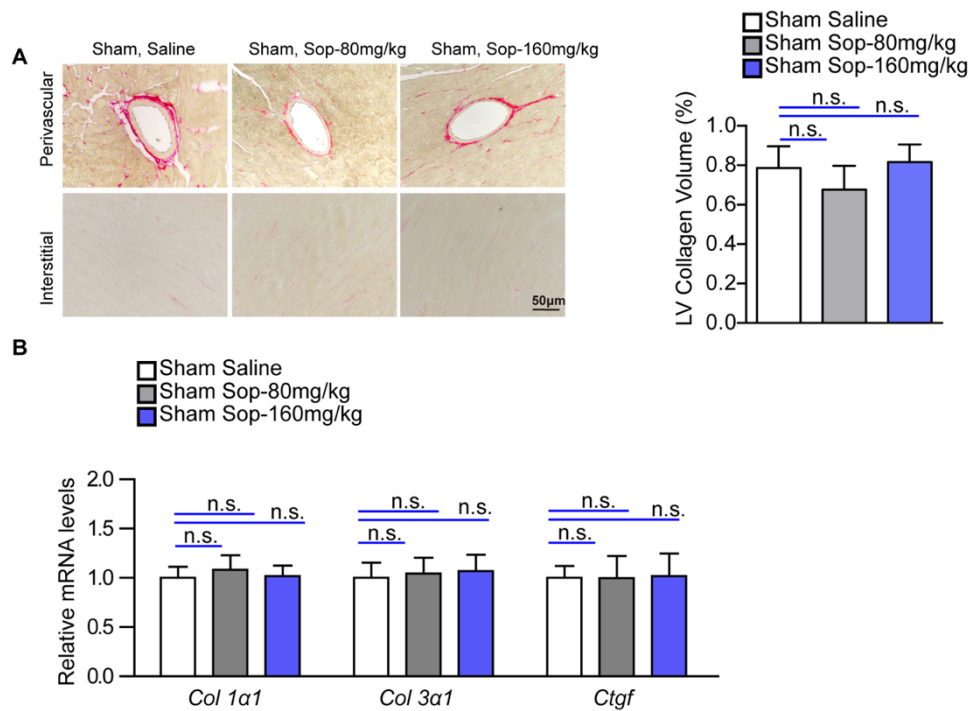 A
Sham, Saline
Sham, Sop-80mg/kg
Sham, Sop-160mg/kg
Perivascular
Interstitial
50μm
Sham Saline
Sham Sop-80mg/kg
Sham Sop-160mg/kg
LV Collagen Volume (%)
1.0
0.8
0.6
0.4
0.2
0.0
n.s.
n.s.
n.s.
B
Sham Saline
Sham Sop-80mg/kg
Sham Sop-160mg/kg
Relative mRNA levels
2.0
1.5
1.0
0.5
0.0
n.s.
n.s.
n.s.
n.s.
n.s.
n.s.
n.s.
n.s.
n.s.
Col 1α1
Col 3α1
Ctgf